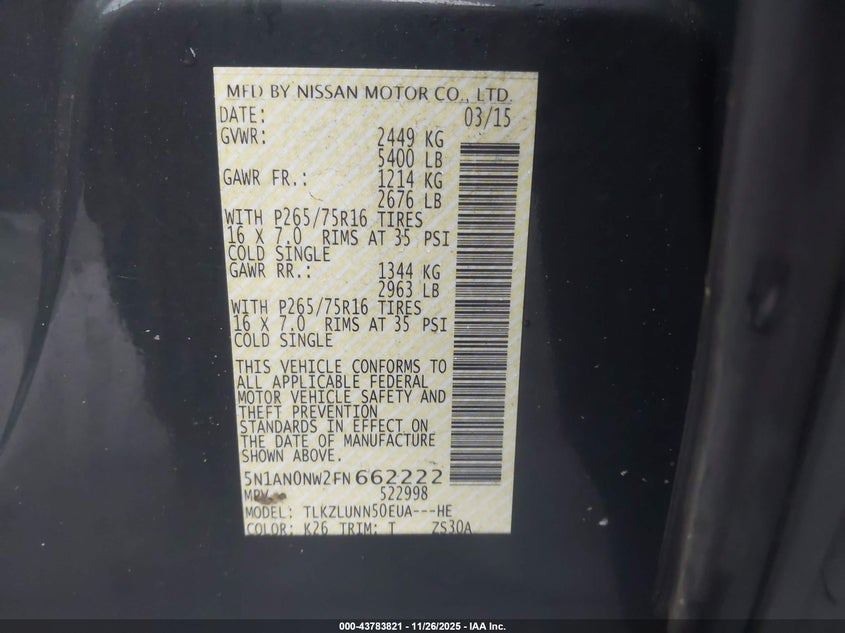 MFD BY NISSAN MOTOR CO., LTD.
DATE: 03/15
GVWR: 2449 KG
5400 LB
GAWR FR.: 1214 KG
2676 LB
WITH P265/75R16 TIRES
16 X 7.0 RIMS AT 35 PSI
COLD SINGLE
GAWR RR.: 1344 KG
2963 LB
WITH P265/75R16 TIRES
16 X 7.0 RIMS AT 35 PSI
COLD SINGLE
THIS VEHICLE CONFORMS TO
ALL APPLICABLE FEDERAL
MOTOR VEHICLE SAFETY AND
THEFT PREVENTION
STANDARDS IN EFFECT ON
THE DATE OF MANUFACTURE
SHOWN ABOVE.
5N1AN0NW2FN662222
MPV 522998
MODEL: TLKZLUNN50EUA---HE
COLOR: K26 TRIM: T ZS30A
000-43783821 - 11/26/2025 - IAA Inc.